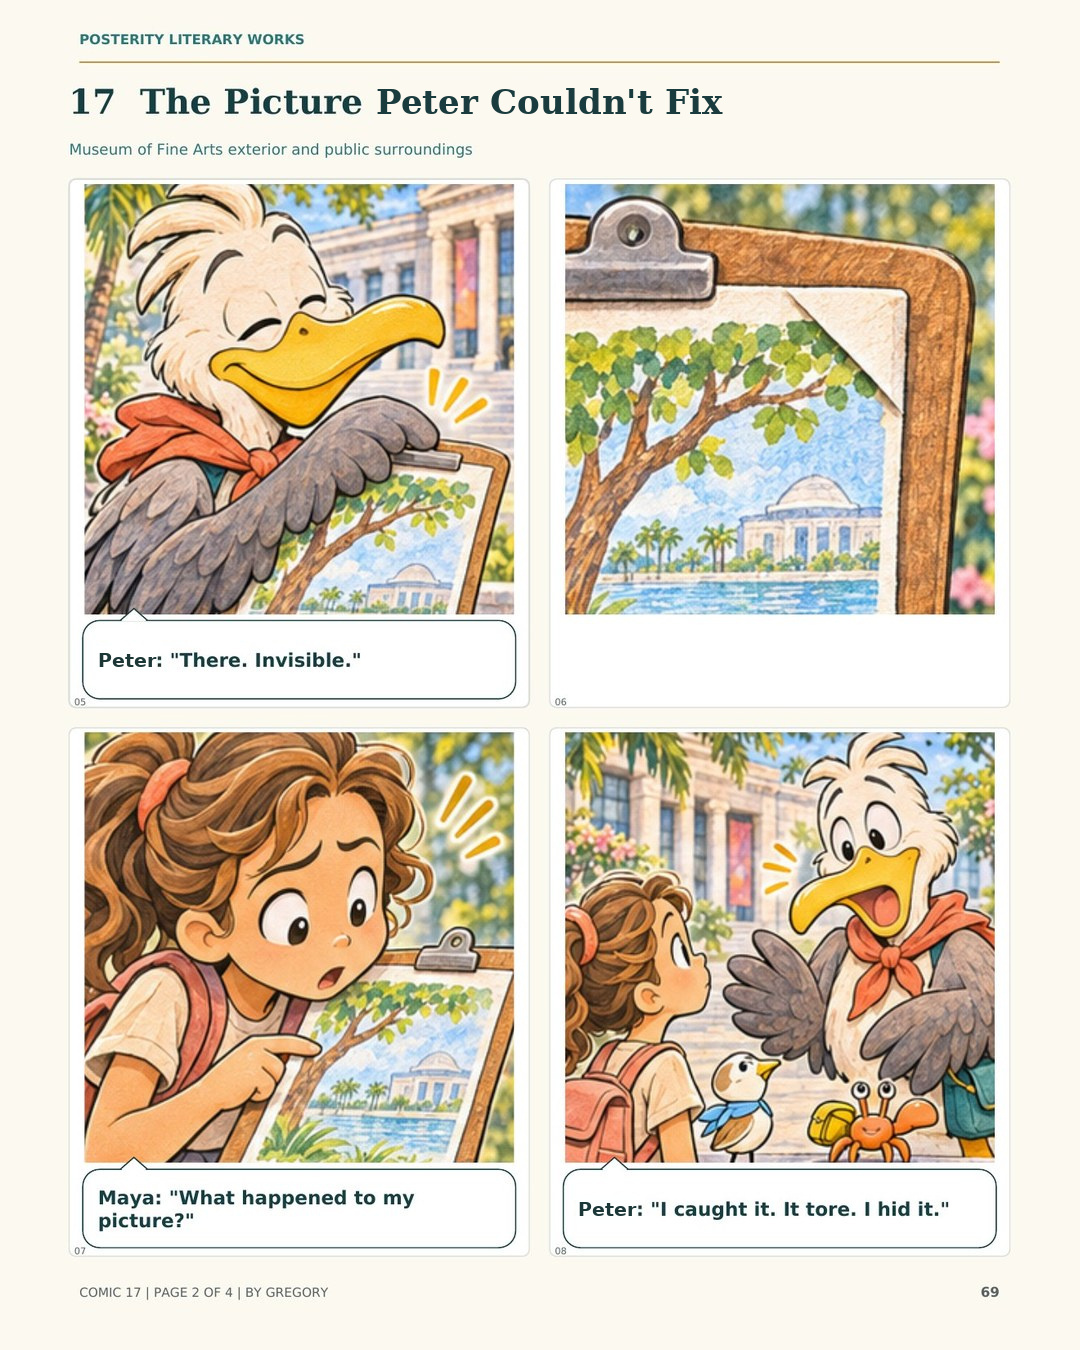 POSTERITY LITERARY WORKS
17 The Picture Peter Couldn't Fix
Museum of Fine Arts exterior and public surroundings
Peter: "There. Invisible."
05
06
Maya: "What happened to my
picture?"
07
Peter: "I caught it. It tore. I hid it."
08
COMIC 17 | PAGE 2 OF 4 | BY GREGORY
69